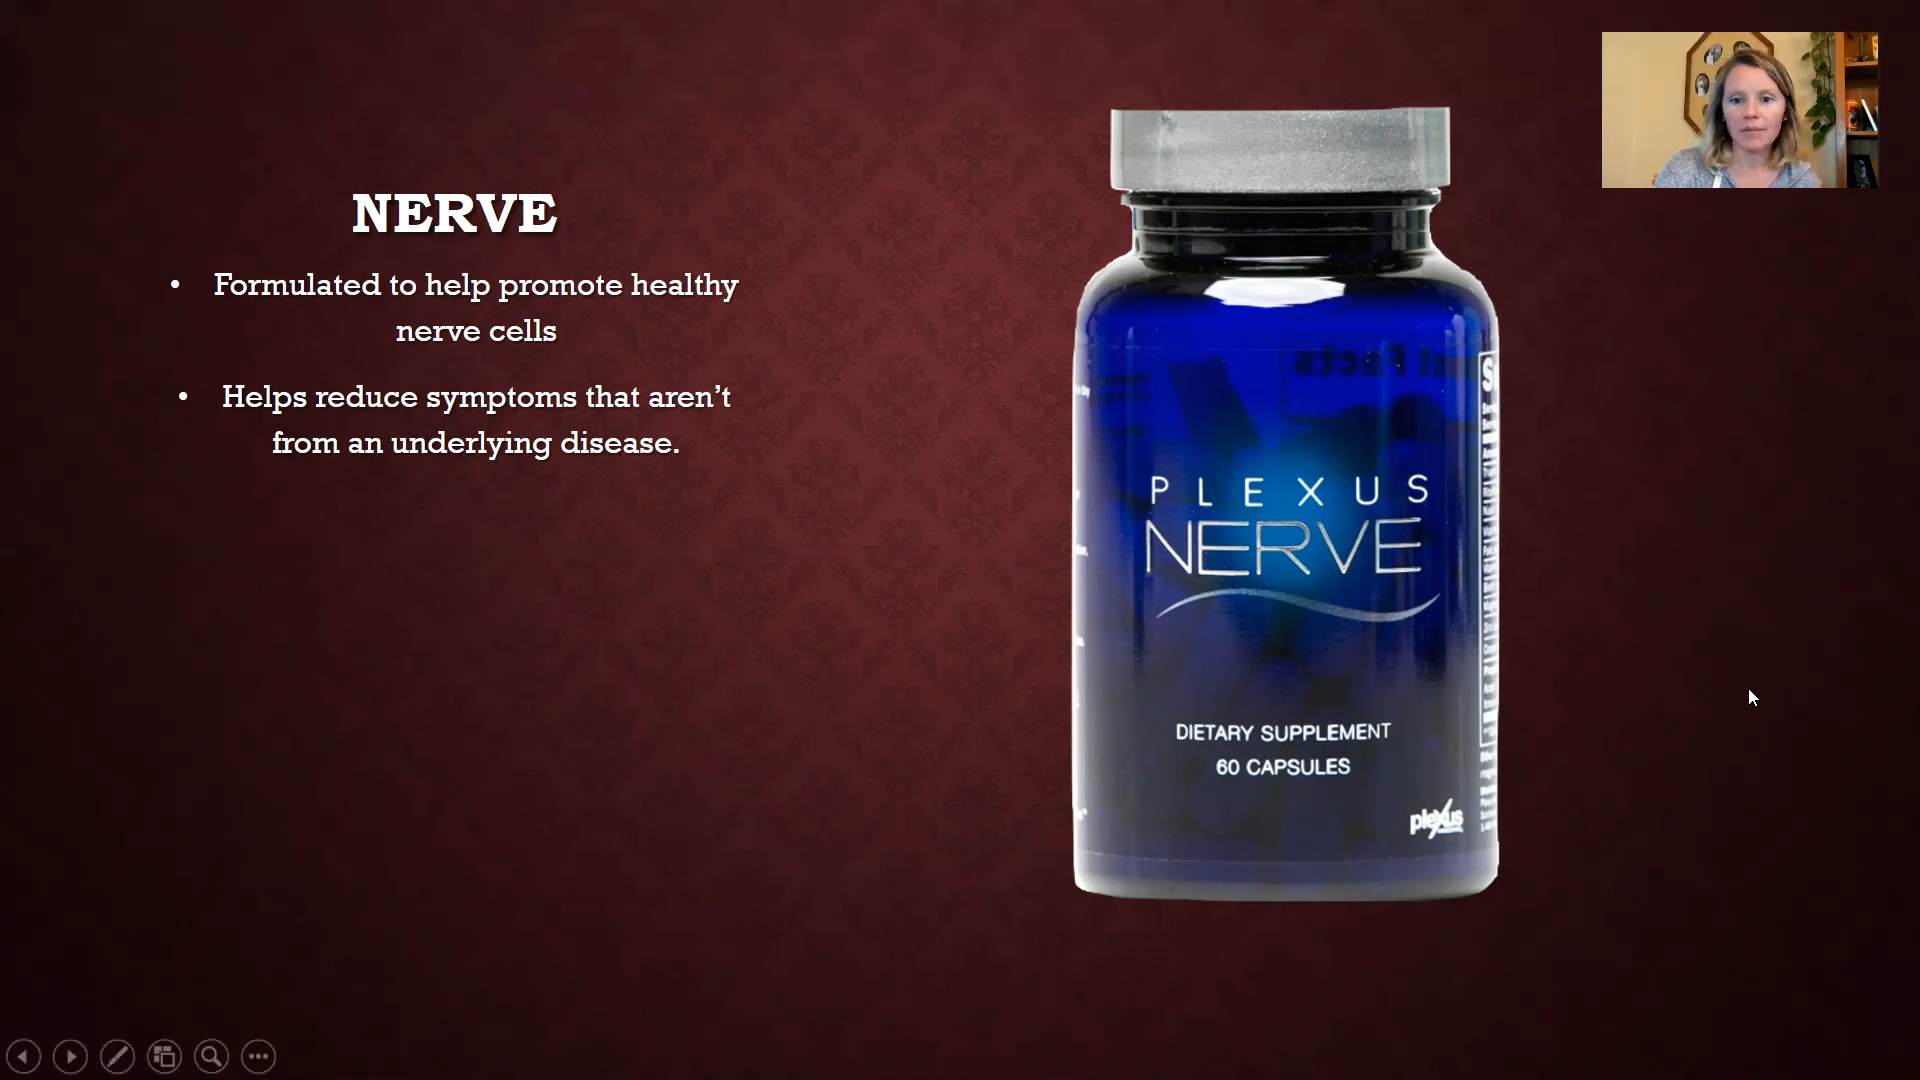 NERVE
• Formulated to help promote healthy
nerve cells
• Helps reduce symptoms that aren’t
from an underlying disease.
PLEXUS
NERVE
DIETARY SUPPLEMENT
60 CAPSULES
plexus